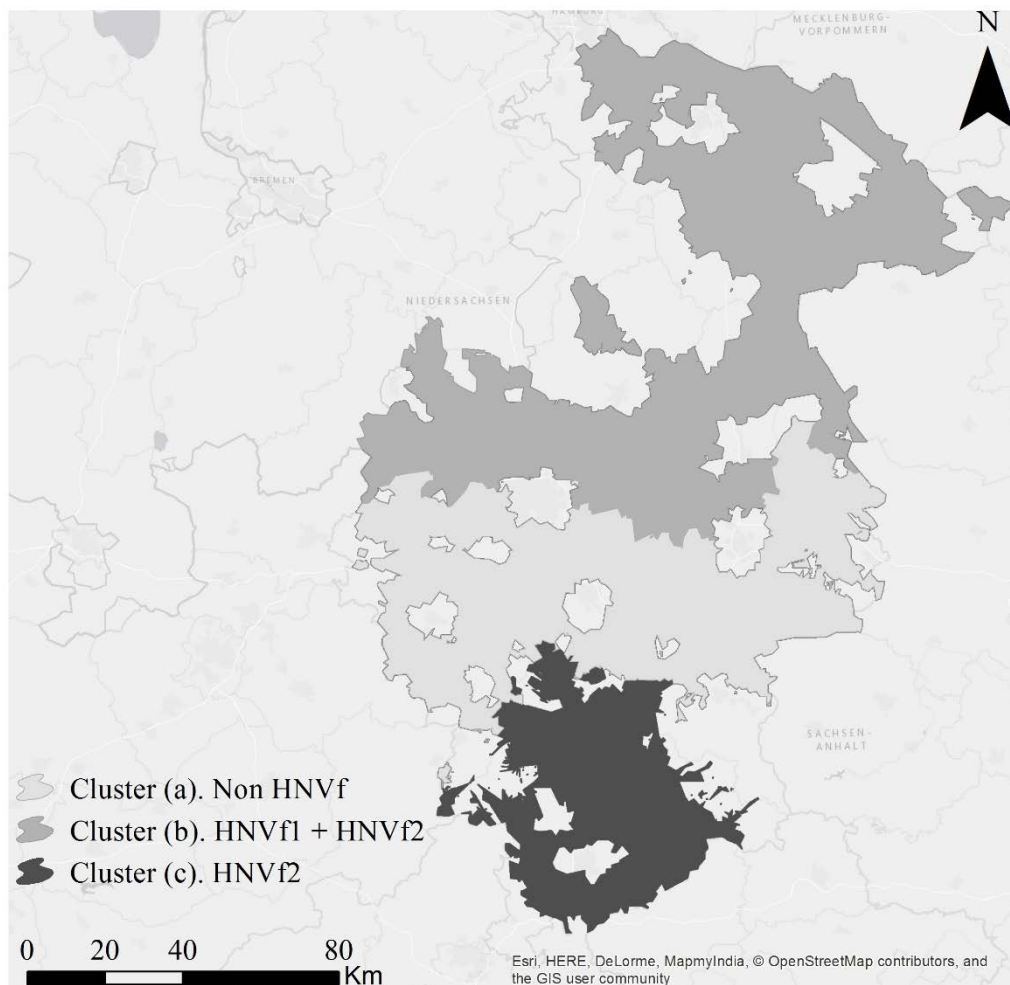 HAMBURG
MECKLENBURG-
VORPOMMERN
N
BREMEN
NIEDERSACHSEN
SACHSEN-
ANHALT
Cluster (a). Non HNVf
Cluster (b). HNVf1 + HNVf2
Cluster (c). HNVf2
0 20 40 80
Km
Esri, HERE, DeLorme, MapmyIndia, © OpenStreetMap contributors, and
the GIS user community